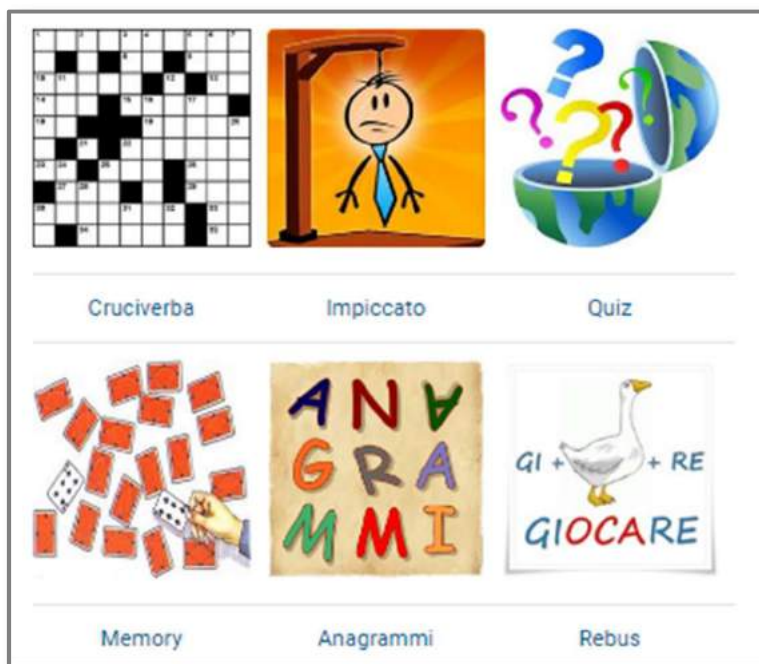 Cruciverba
Impiccato
Quiz
ANA
GRA
MMI
GI + + RE
GIOCARE
Memory
Anagrammi
Rebus